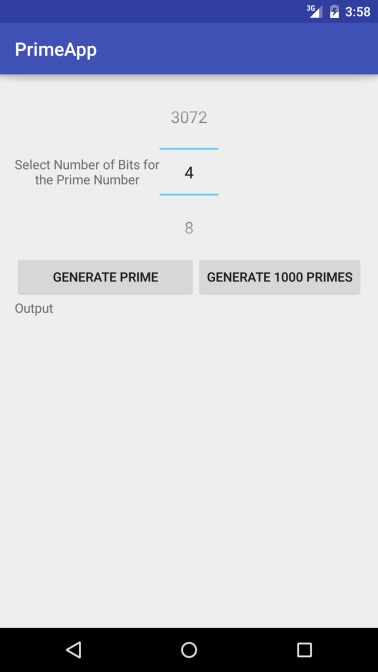 3G 3:58
PrimeApp
3072
Select Number of Bits for
the Prime Number
4
8
GENERATE PRIME GENERATE 1000 PRIMES
Output